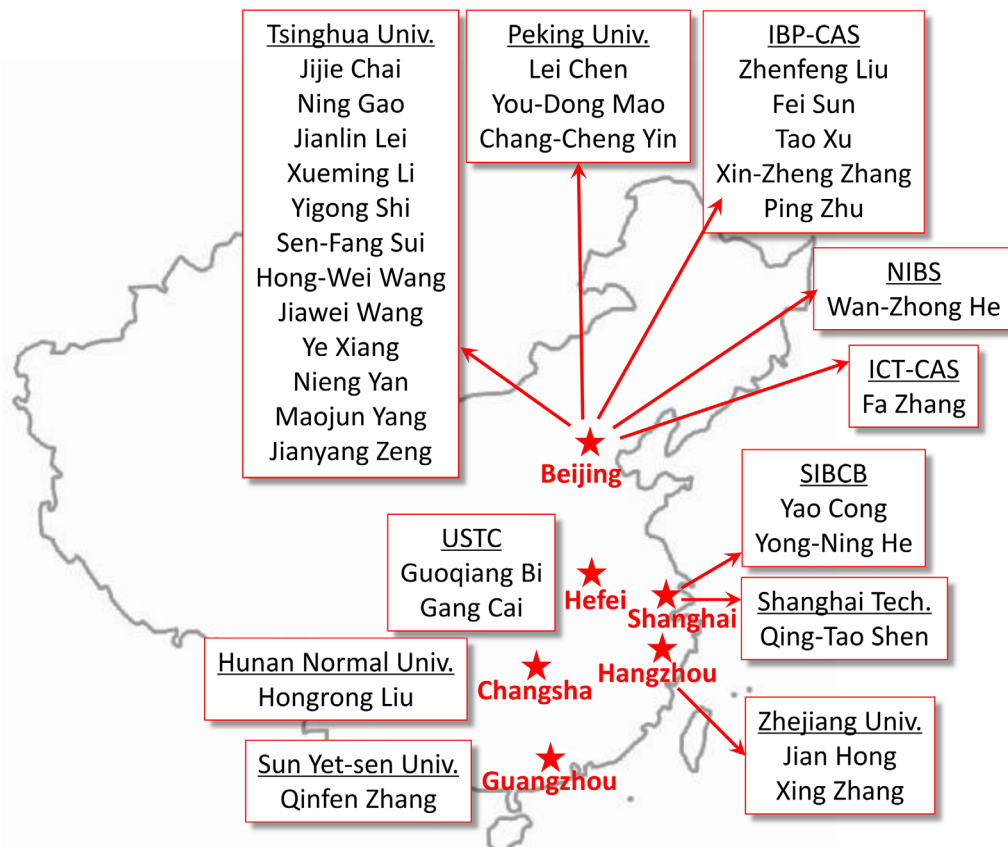 Tsinghua Univ.
Jijie Chai
Ning Gao
Jianlin Lei
Xueming Li
Yigong Shi
Sen-Fang Sui
Hong-Wei Wang
Jiawei Wang
Ye Xiang
Nieng Yan
Maojun Yang
Jianyang Zeng
Peking Univ.
Lei Chen
You-Dong Mao
Chang-Cheng Yin
IBP-CAS
Zhenfeng Liu
Fei Sun
Tao Xu
Xin-Zheng Zhang
Ping Zhu
NIBS
Wan-Zhong He
ICT-CAS
Fa Zhang
Beijing
SIBCB
Yao Cong
Yong-Ning He
USTC
Guoqiang Bi
Gang Cai
Hefei
Shanghai
Shanghai Tech.
Qing-Tao Shen
Hunan Normal Univ.
Hongrong Liu
Changsha
Hangzhou
Zhejiang Univ.
Jian Hong
Xing Zhang
Sun Yet-sen Univ.
Qinfen Zhang
Guangzhou